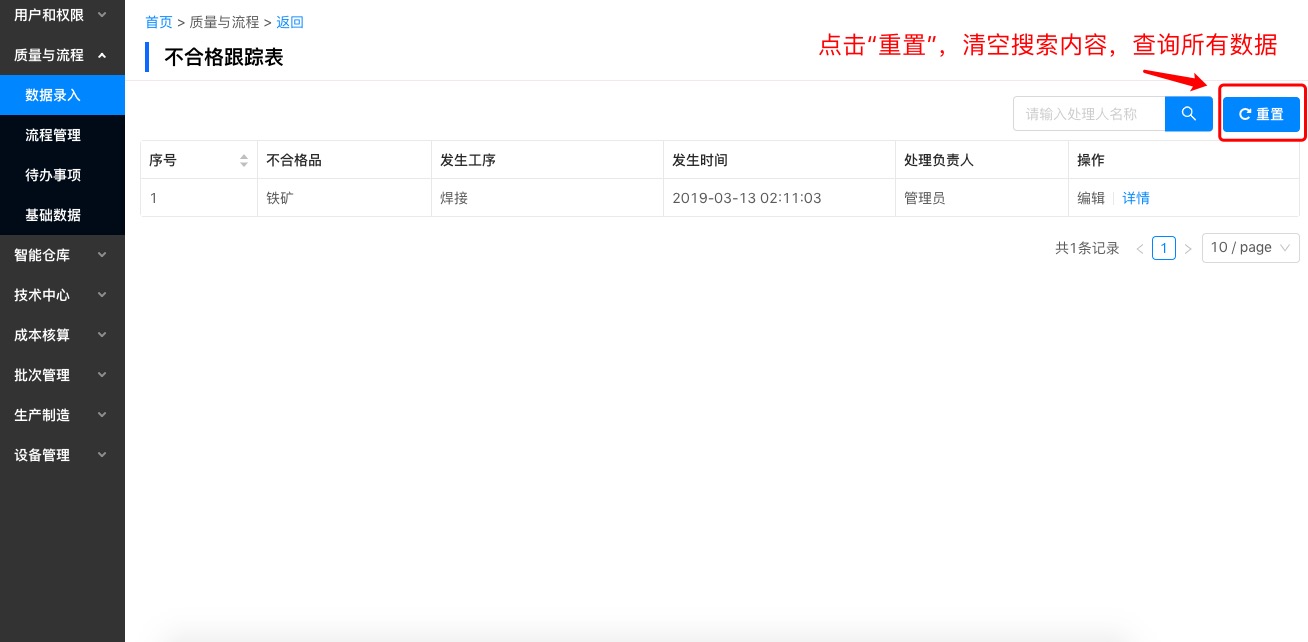 用户和权限
质量与流程
数据录入
流程管理
待办事项
基础数据
智能仓库
技术中心
成本核算
批次管理
生产制造
设备管理
首页 > 质量与流程 > 返回
不合格跟踪表
点击“重置”，清空搜索内容，查询所有数据
请输入处理人名称
重置
序号 不合格品 发生工序 发生时间 处理负责人 操作
1 铁矿 焊接 2019-03-13 02:11:03 管理员 编辑 详情
共1条记录 < 1 > 10 / page